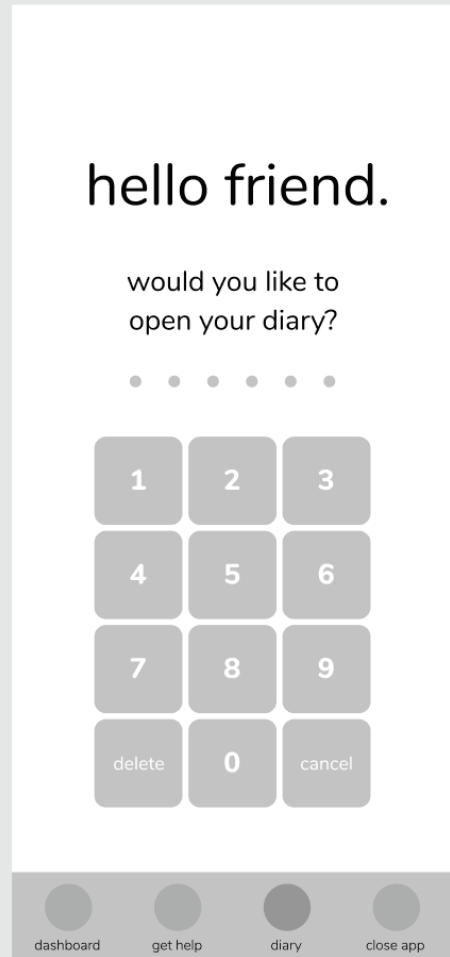 hello friend.
would you like to
open your diary?
1 2 3
4 5 6
7 8 9
delete 0 cancel
dashboard get help diary close app